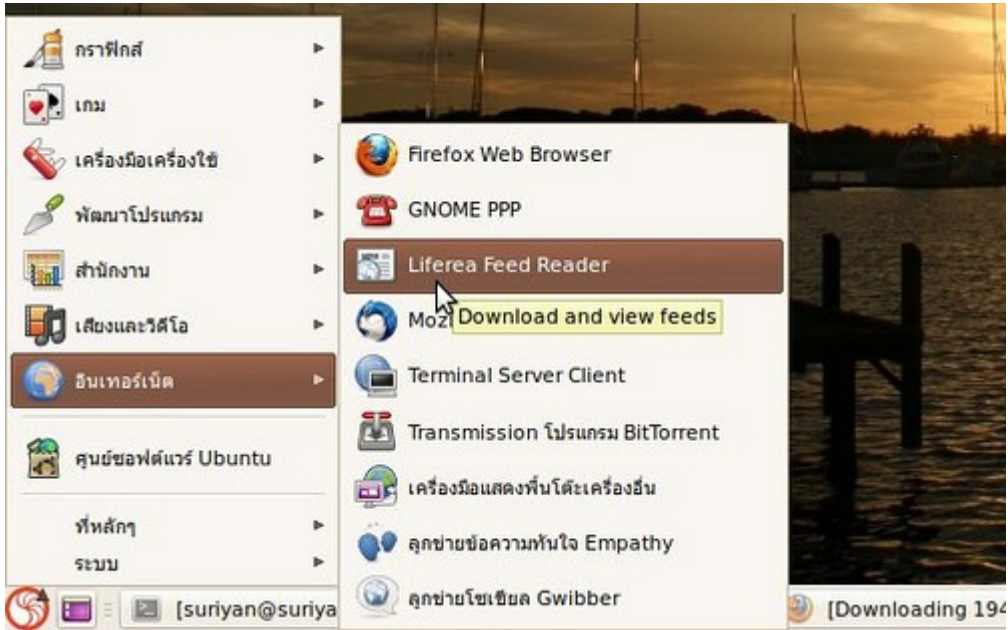 กราฟิกส์
เกม
เครื่องมือเครื่องใช้
พัฒนาโปรแกรม
สำนักงาน
เสียงและวิดีโอ
อินเทอร์เน็ต
ศูนย์ซอฟต์แวร์ Ubuntu
ที่หลักๆ
ระบบ
Firefox Web Browser
GNOME PPP
Liferea Feed Reader
Download and view feeds
Terminal Server Client
Transmission โปรแกรม BitTorrent
เครื่องมือแสดงพื้นโต๊ะเครื่องอื่น
ลูกข่ายข้อความทันใจ Empathy
ลูกข่ายโซเชียล Gwibber
[suriyan@suriya
[Downloading 194